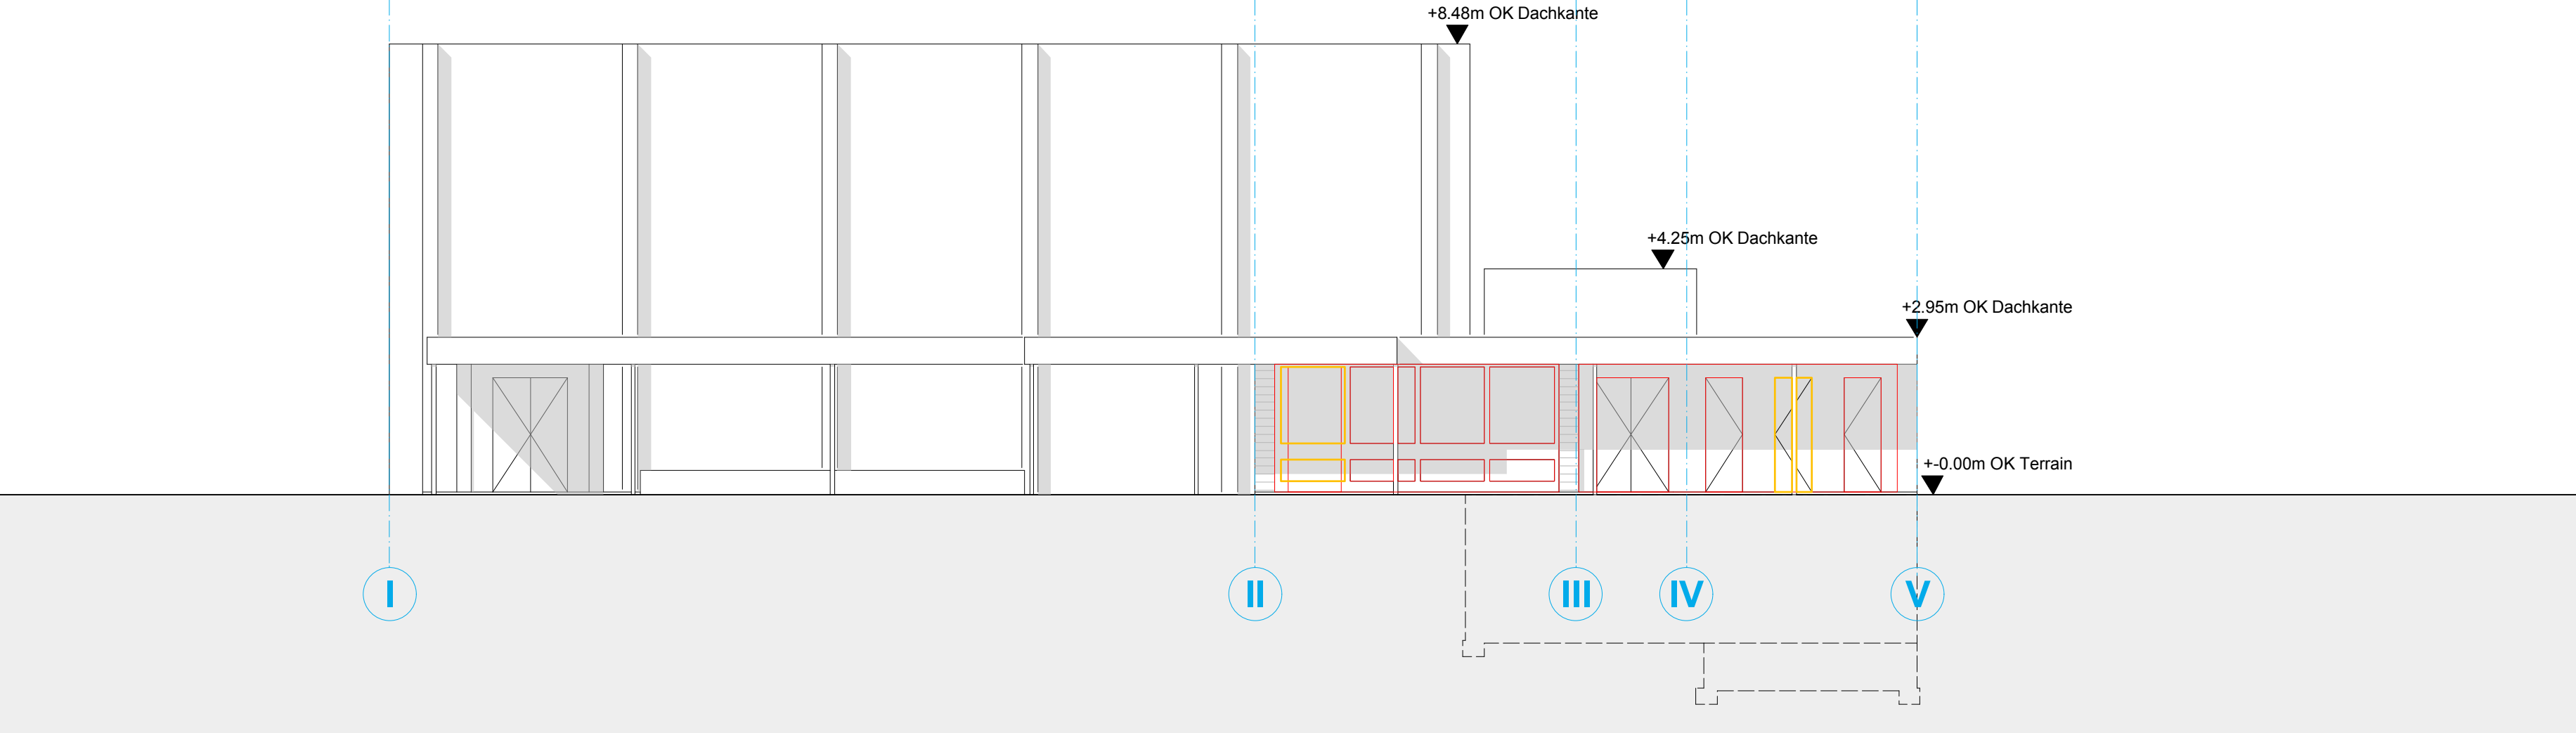 +8.48m OK Dachkante
+4.25m OK Dachkante
+2.95m OK Dachkante
+-0.00m OK Terrain
I
II
III
IV
V